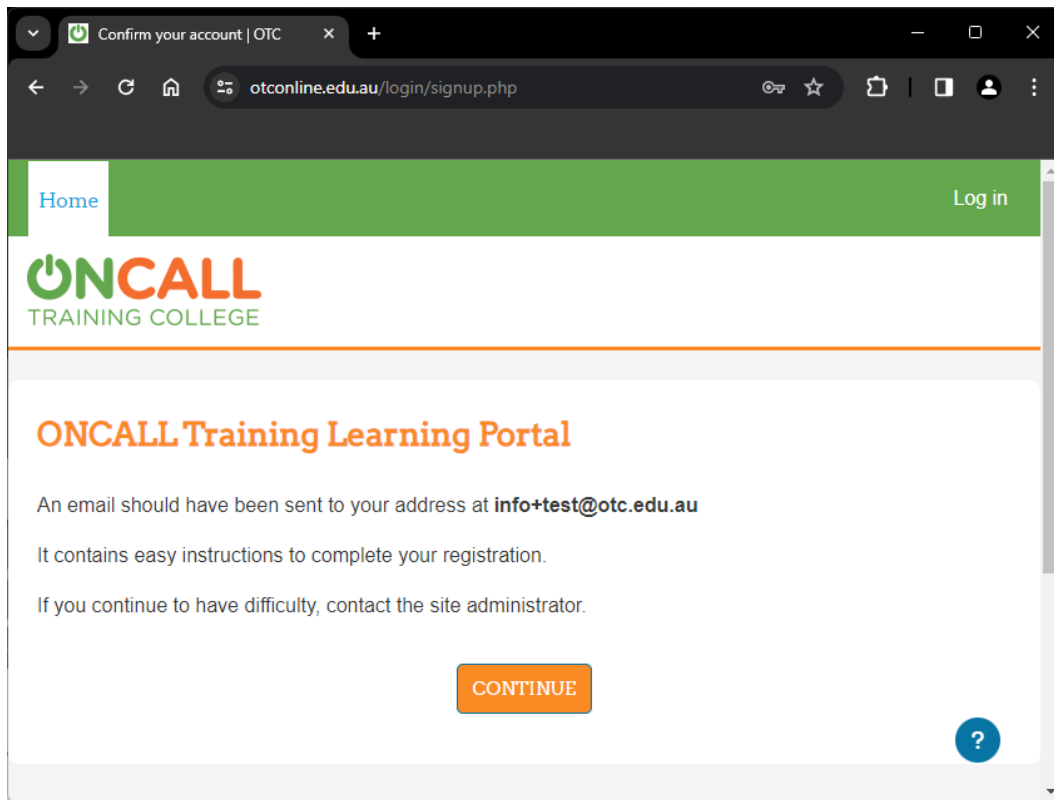 Confirm your account | OTC
otconline.edu.au/login/signup.php
Home
Log in
ONCALL
TRAINING COLLEGE
ONCALL Training Learning Portal
An email should have been sent to your address at info+test@otc.edu.au
It contains easy instructions to complete your registration.
If you continue to have difficulty, contact the site administrator.
CONTINUE
?